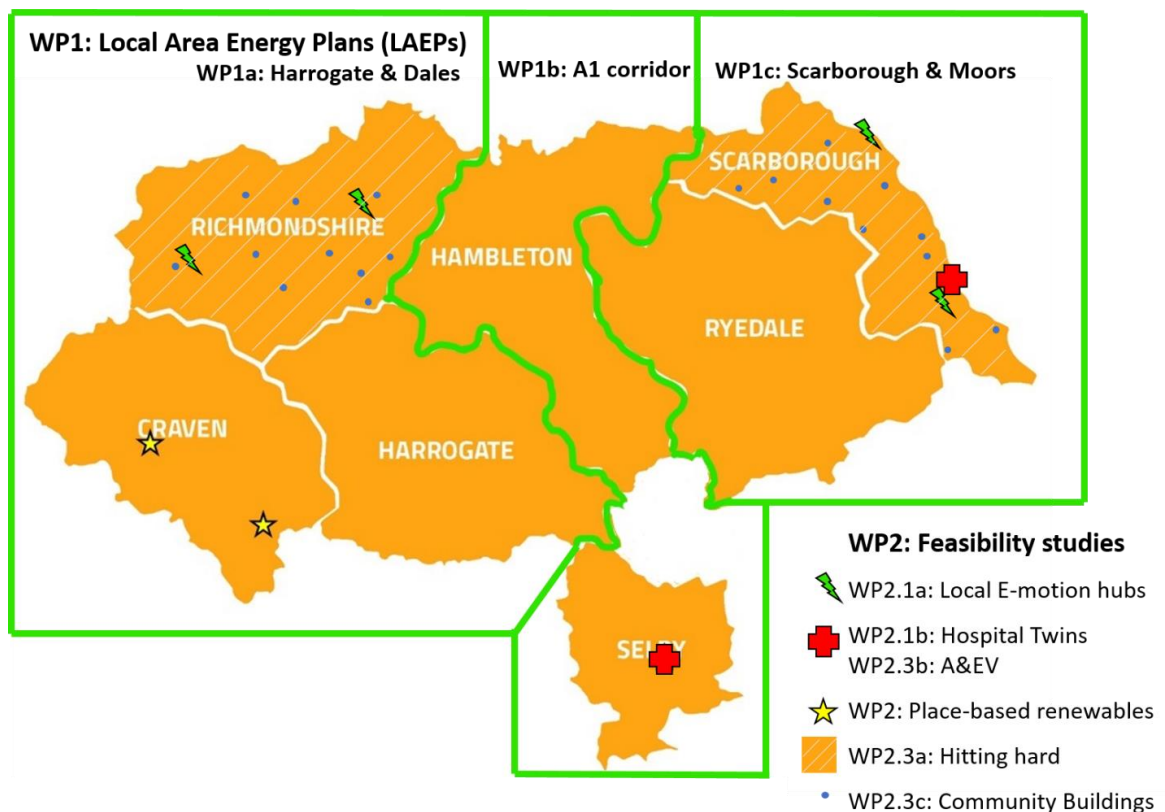 WP1: Local Area Energy Plans (LAEPs)
WP1a: Harrogate & Dales
WP1b: A1 corridor
WP1c: Scarborough & Moors
SCARBOROUGH
RICHMONDSHIRE
HAMBLETON
RYEDALE
CRAVEN
HARROGATE
SELBY
WP2: Feasibility studies
WP2.1a: Local E-motion hubs
WP2.1b: Hospital Twins
WP2.3b: A&EV
WP2: Place-based renewables
WP2.3a: Hitting hard
WP2.3c: Community Buildings